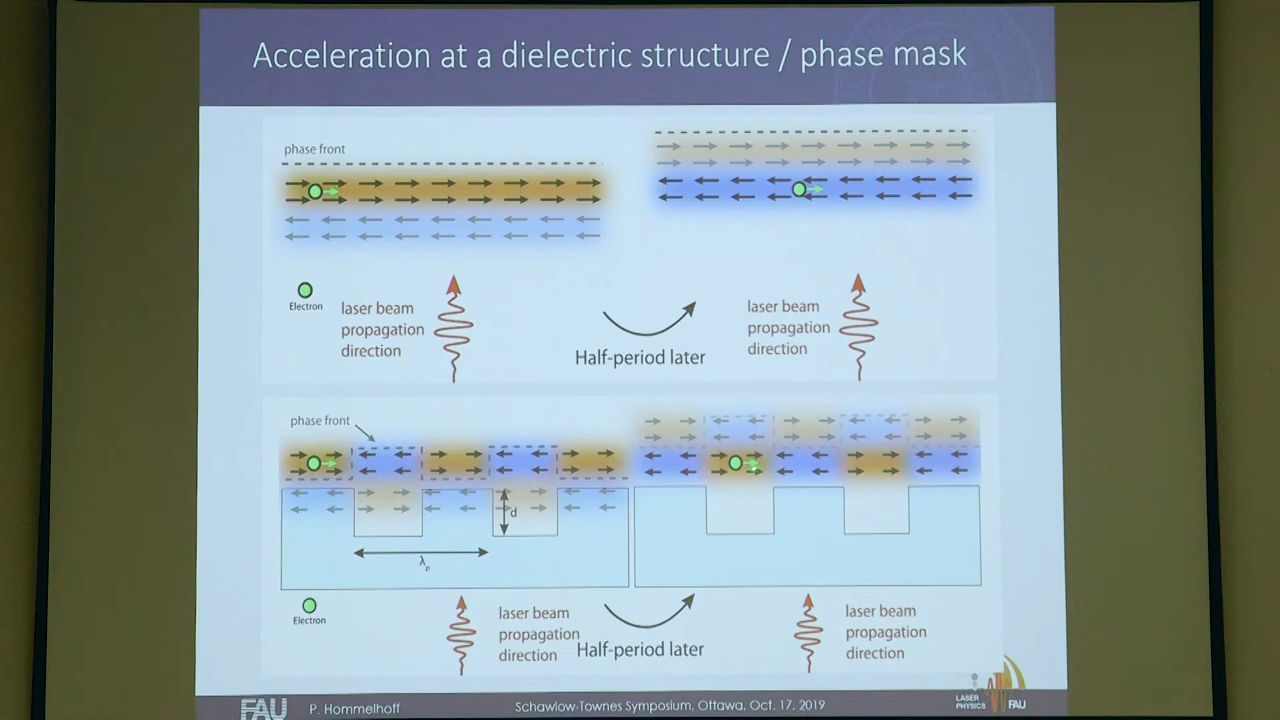 Acceleration at a dielectric structure / phase mask
phase front
Electron
laser beam
propagation
direction
Half-period later
laser beam
propagation
direction
phase front
d
λp
Electron
laser beam
propagation
direction
Half-period later
laser beam
propagation
direction
FAU
P. Hommelhoff
Schawlow-Townes Symposium, Ottawa, Oct. 17, 2019
LASER
PHYSICS
FAU